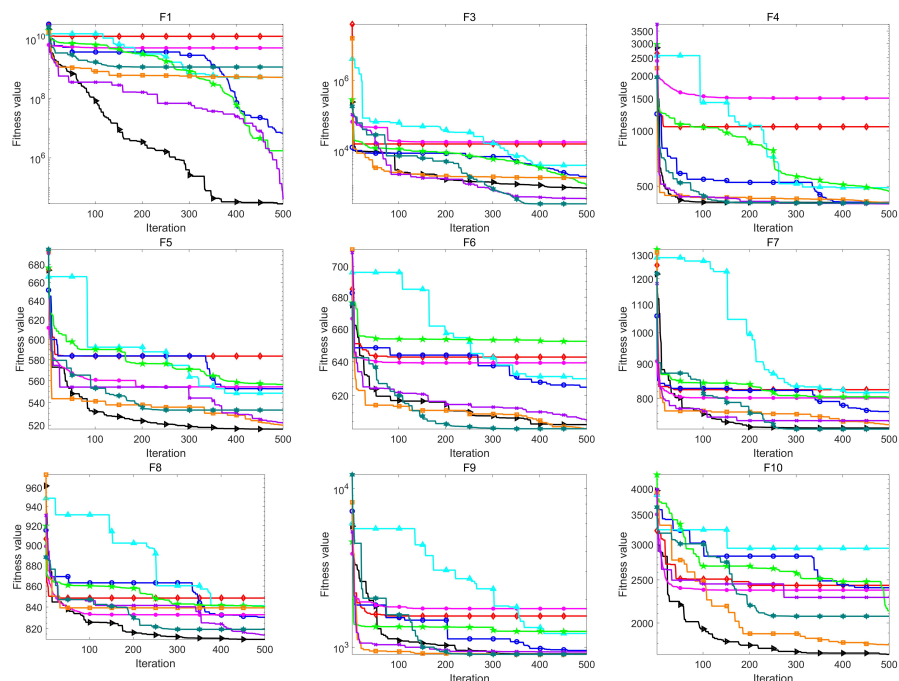 F1
Fitness value
10^10
10^8
10^6
100 200 300 400 500
Iteration
F3
Fitness value
10^6
10^4
100 200 300 400 500
Iteration
F4
Fitness value
3500
3000
2500
2000
1500
1000
500
100 200 300 400 500
Iteration
F5
Fitness value
680
660
640
620
600
580
560
540
520
100 200 300 400 500
Iteration
F6
Fitness value
700
680
660
640
620
100 200 300 400 500
Iteration
F7
Fitness value
1300
1200
1100
1000
900
800
100 200 300 400 500
Iteration
F8
Fitness value
960
940
920
900
880
860
840
820
100 200 300 400 500
Iteration
F9
Fitness value
10^4
10^3
100 200 300 400 500
Iteration
F10
Fitness value
4000
3500
3000
2500
2000
100 200 300 400 500
Iteration